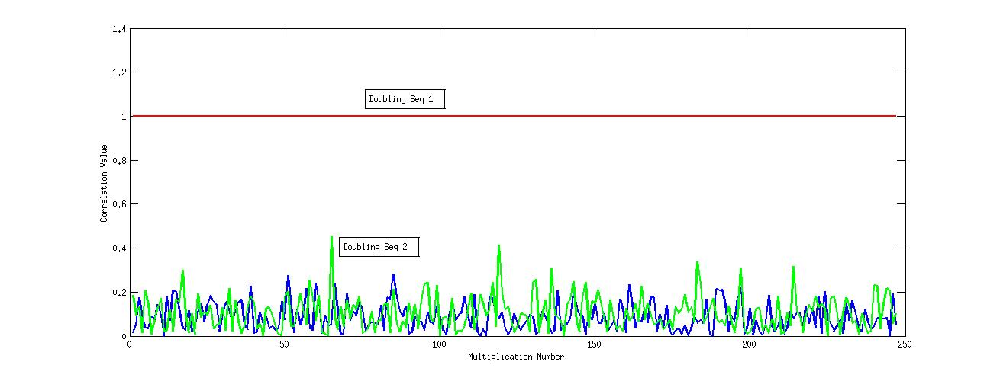 1.4
1.2
Doubling Seq 1
1
0.8
Correlation Value
0.6
0.4
Doubling Seq 2
0.2
0
0 50 100 150 200 250
Multiplication Number